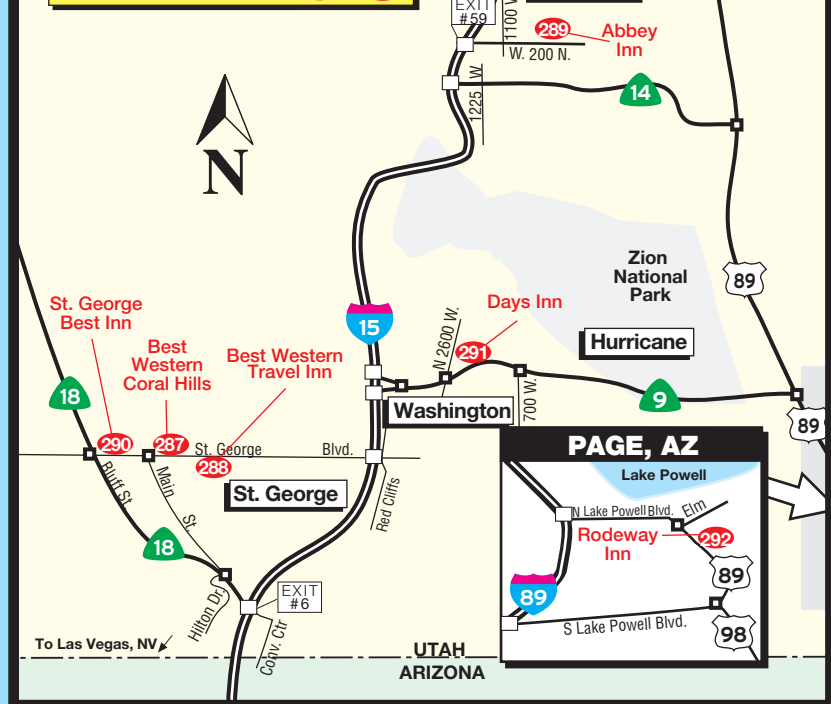 EXIT
#59
1100 W
289
Abbey
Inn
W. 200 N.
1225 W.
14
N
Zion
National
Park
89
St. George
Best Inn
Best
Western
Coral Hills
Best Western
Travel Inn
15
N 2600 W.
Days Inn
291
Hurricane
18
700 W.
9
Washington
89
290
287
St. George
Blvd.
288
Bluff St.
Main
St.
St. George
Red Cliffs
18
Hilton Dr.
EXIT
#6
Conv. Ctr
To Las Vegas, NV
UTAH
ARIZONA
PAGE, AZ
Lake Powell
N Lake Powell Blvd.
Elm
Rodeway
Inn
292
89
89
S Lake Powell Blvd.
98